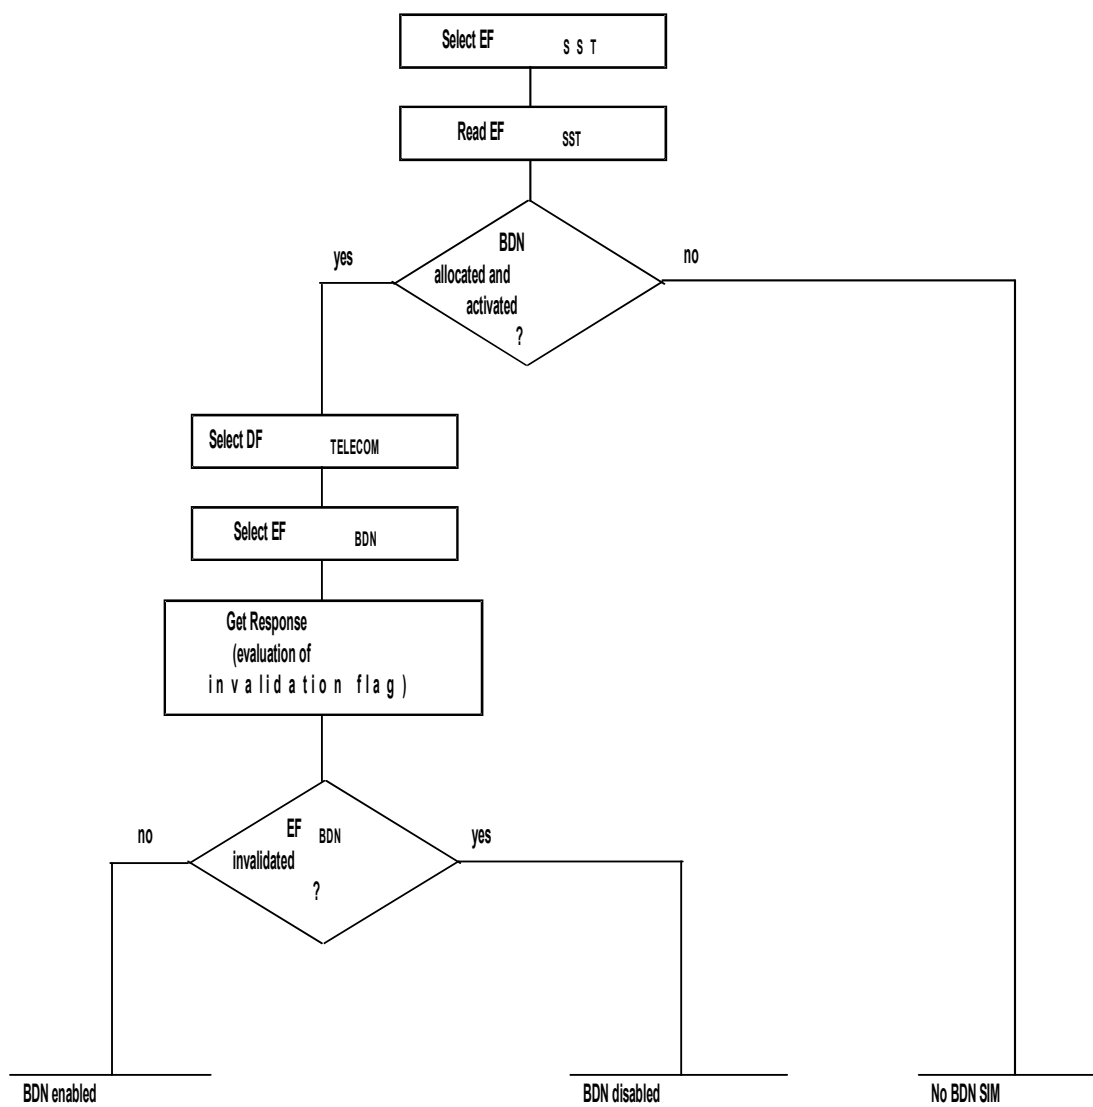 Select EF SST
Read EF SST
BDN
allocated and
activated
?
yes
no
Select DF TELECOM
Select EF BDN
Get Response
(evaluation of
invalidation flag)
EF BDN
invalidated
?
no
yes
BDN enabled
BDN disabled
No BDN SIM